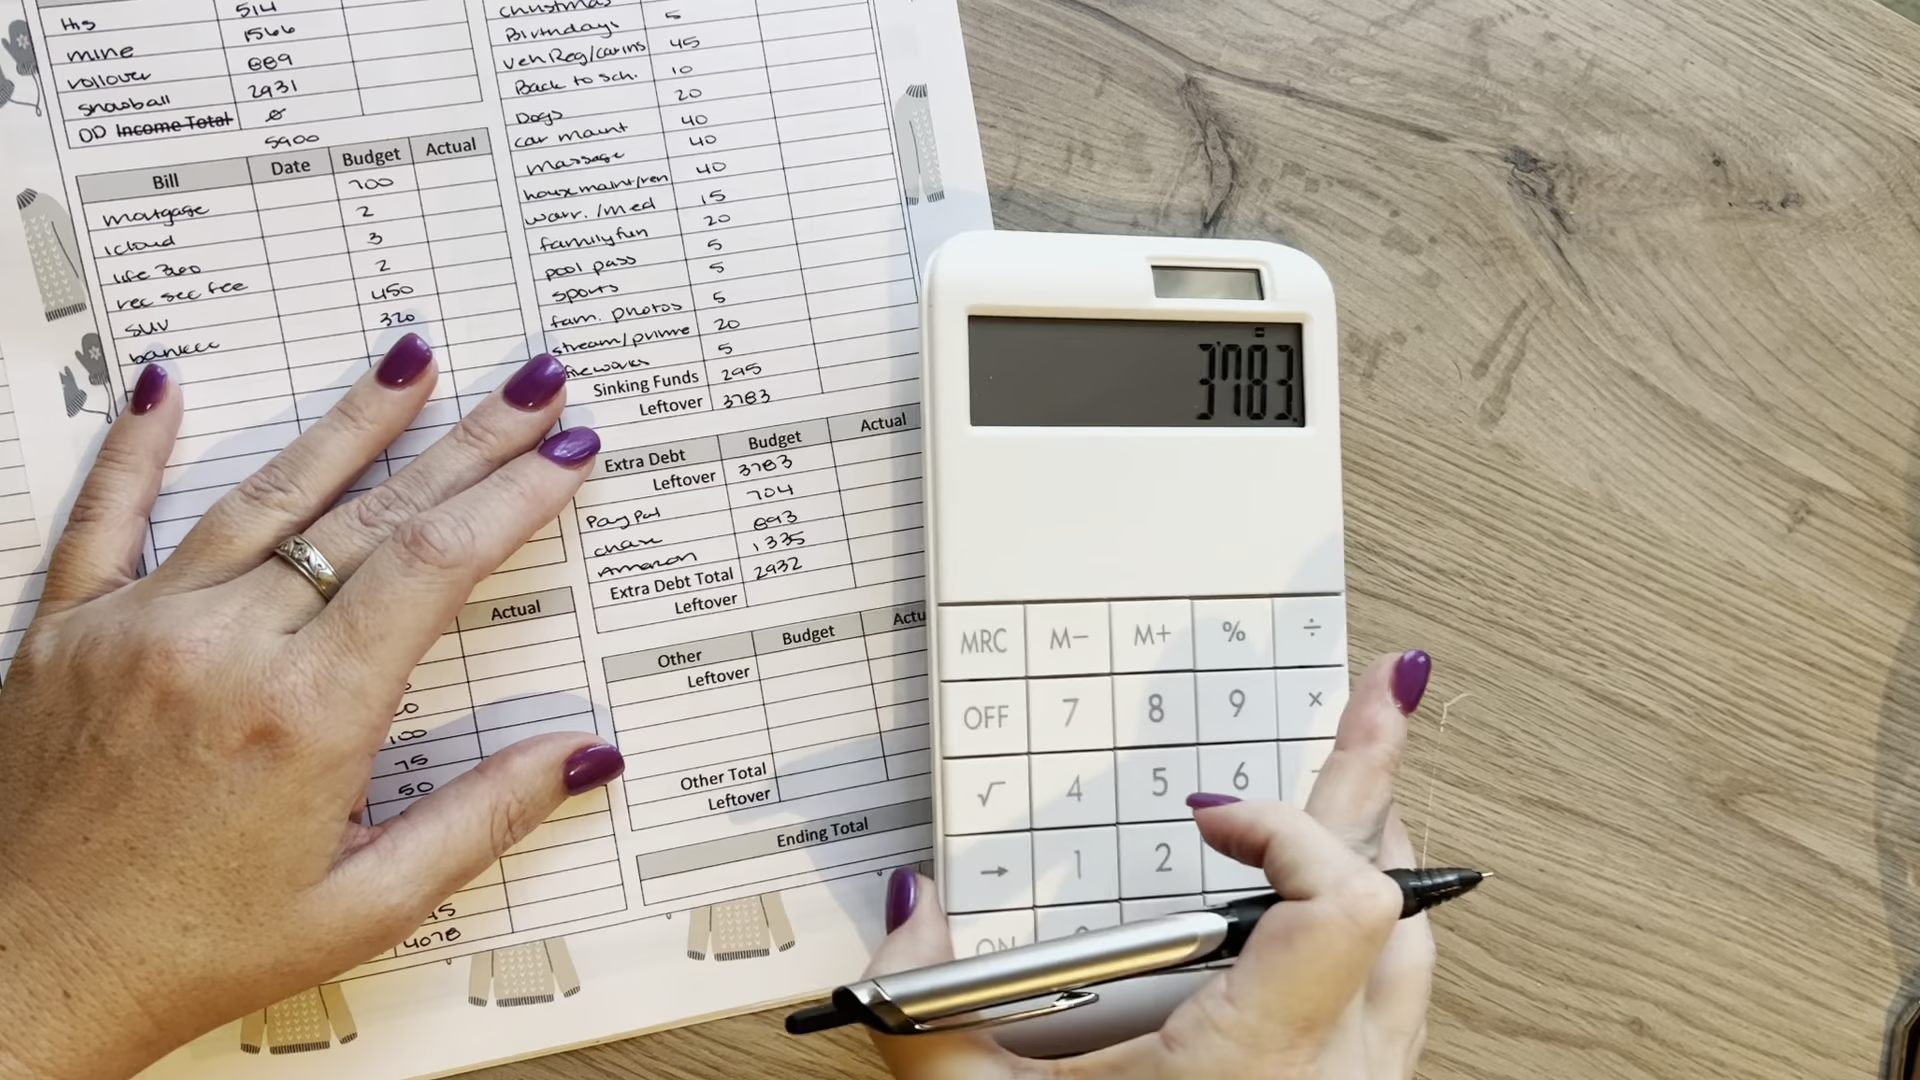 His 514
mine 1566
rollover 889
snowball 2931
DD Income Total ø
5900
Bill Date Budget Actual
mortgage 700
icloud 2
life 360 3
rec sec fee 2
SUV 450
320
Actual
100
75
50
4078
Christmas
Birthdays 5
veh Reg/car ins 45
Back to sch. 10
Dogs 20
car maint 40
massage 40
house maint/ren 40
warr. /med 15
family fun 20
pool pass 5
sports 5
fam. photos 5
stream/prime 20
fireworks 5
Sinking Funds 295
Leftover 3783
Extra Debt Budget Actual
Leftover 3783
PayPal 704
chase 893
Amazon 1335
Extra Debt Total 2932
Leftover
Other Budget
Leftover
Other Total
Leftover
Ending Total
3783.
MRC M− M+ % ÷
OFF 7 8 9 ×
√ 4 5 6
→ 1 2
ON